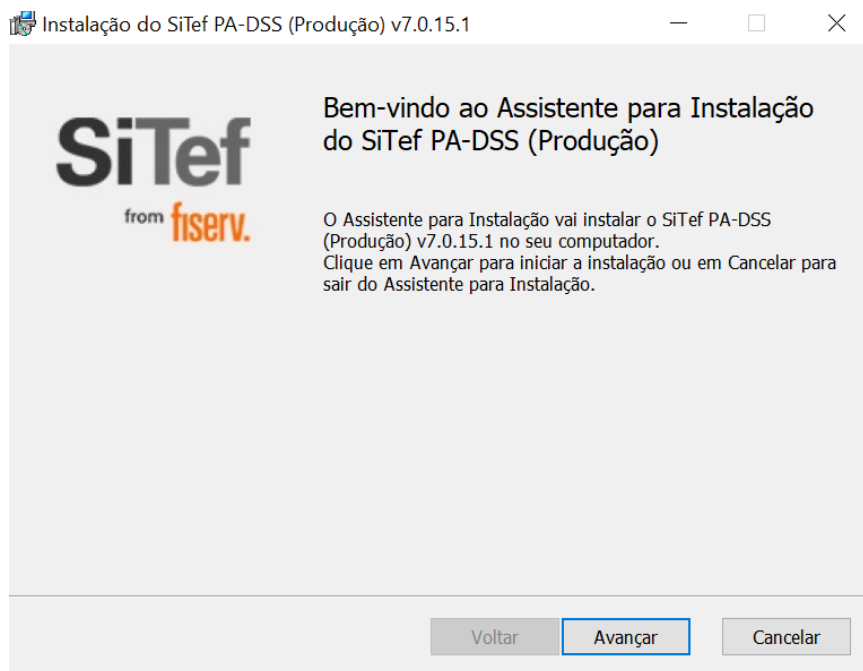 Instalação do SiTef PA-DSS (Produção) v7.0.15.1
SiTef
from fiserv.
Bem-vindo ao Assistente para Instalação
do SiTef PA-DSS (Produção)
O Assistente para Instalação vai instalar o SiTef PA-DSS
(Produção) v7.0.15.1 no seu computador.
Clique em Avançar para iniciar a instalação ou em Cancelar para
sair do Assistente para Instalação.
Voltar
Avançar
Cancelar